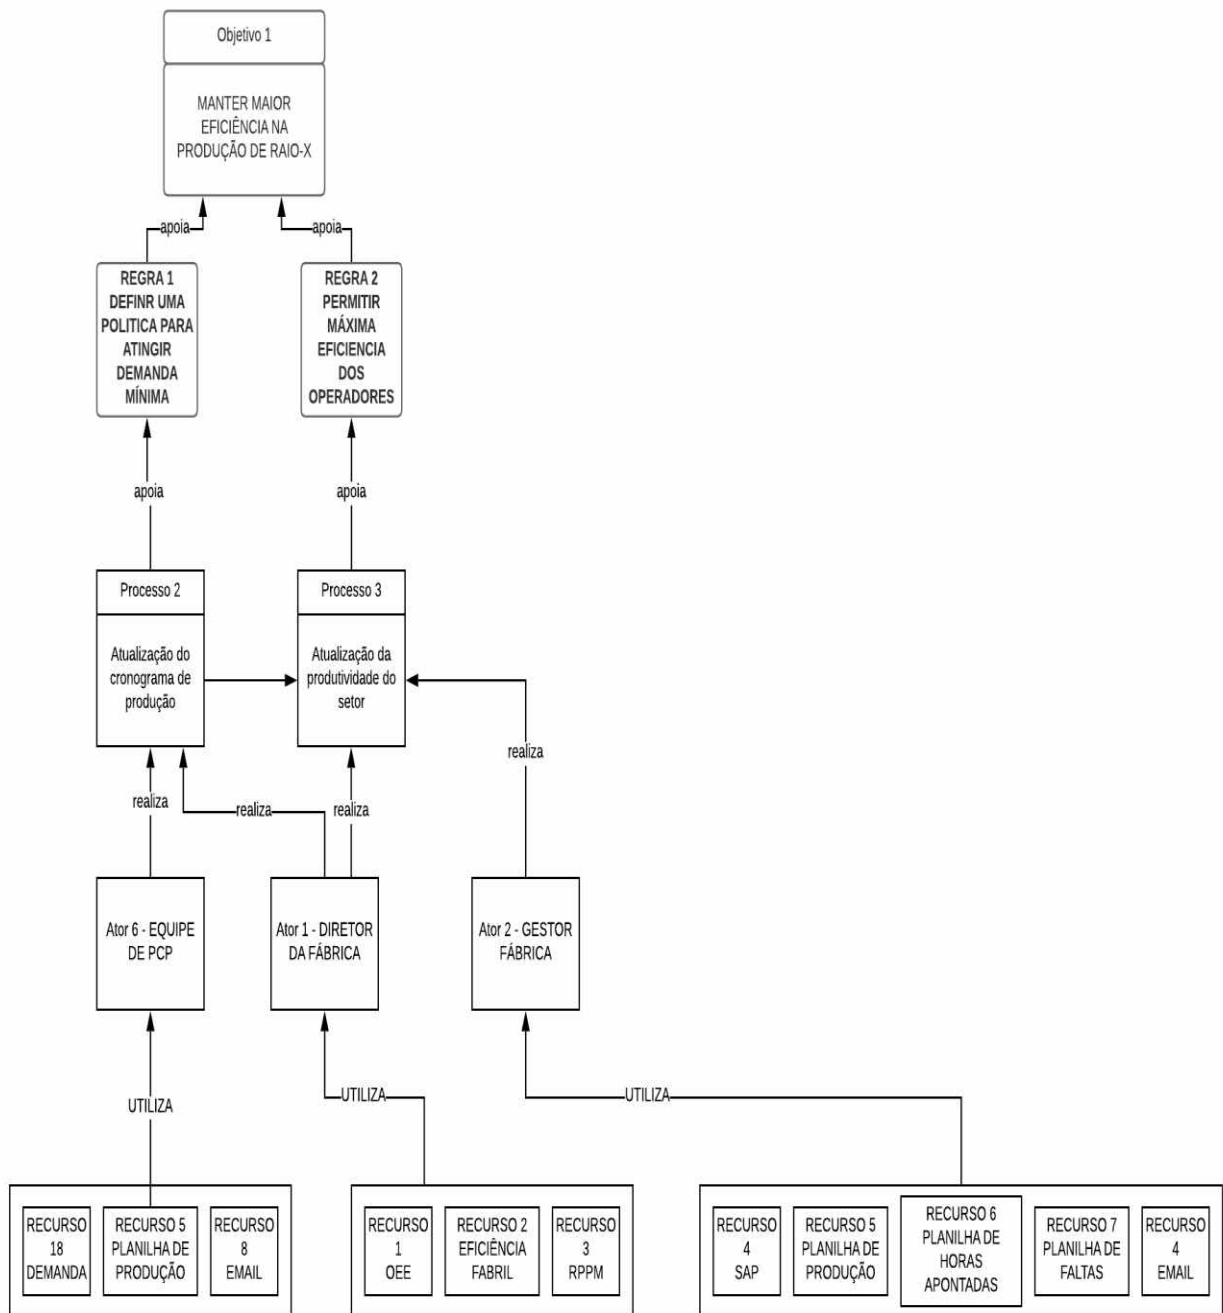 Objetivo 1
MANTER MAIOR
EFICIÊNCIA NA
PRODUÇÃO DE RAIO-X
apoia
apoia
REGRA 1
DEFINR UMA
POLITICA PARA
ATINGIR
DEMANDA
MÍNIMA
REGRA 2
PERMITIR
MÁXIMA
EFICIENCIA
DOS
OPERADORES
apoia
apoia
Processo 2
Atualização do
cronograma de
produção
Processo 3
Atualização da
produtividade do
setor
realiza
realiza
realiza
realiza
Ator 6 - EQUIPE
DE PCP
Ator 1 - DIRETOR
DA FÁBRICA
Ator 2 - GESTOR
FÁBRICA
UTILIZA
UTILIZA
UTILIZA
RECURSO
18
DEMANDA
RECURSO 5
PLANILHA DE
PRODUÇÃO
RECURSO
8
EMAIL
RECURSO
1
OEE
RECURSO 2
EFICIÊNCIA
FABRIL
RECURSO
3
RPPM
RECURSO
4
SAP
RECURSO 5
PLANILHA DE
PRODUÇÃO
RECURSO 6
PLANILHA DE
HORAS
APONTADAS
RECURSO 7
PLANILHA DE
FALTAS
RECURSO
4
EMAIL